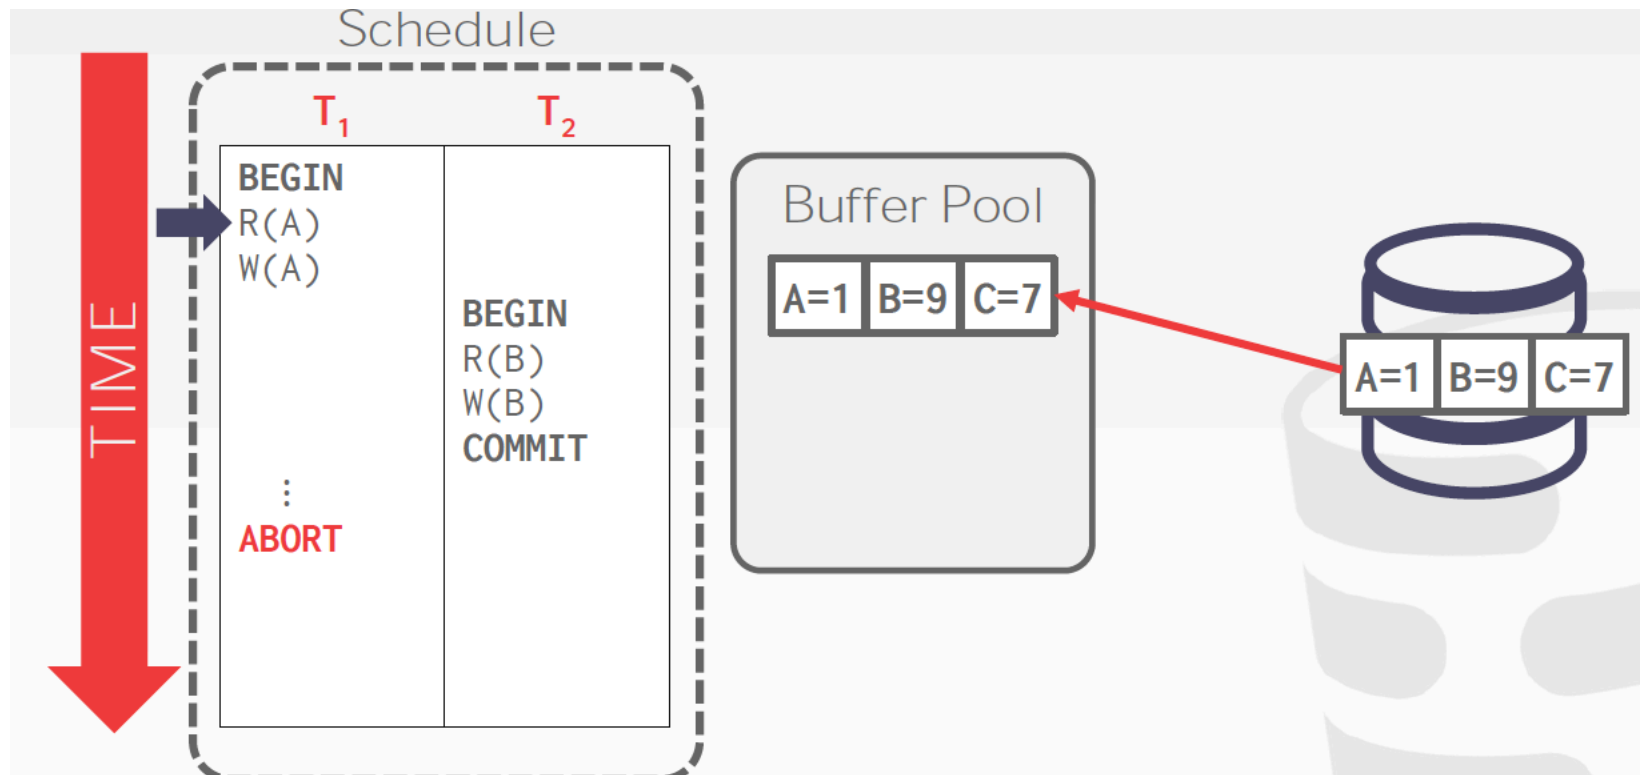 Schedule
TIME
T1 T2
BEGIN
R(A)
W(A)
BEGIN
R(B)
W(B)
COMMIT
⋮
ABORT
Buffer Pool
A=1 B=9 C=7
A=1 B=9 C=7